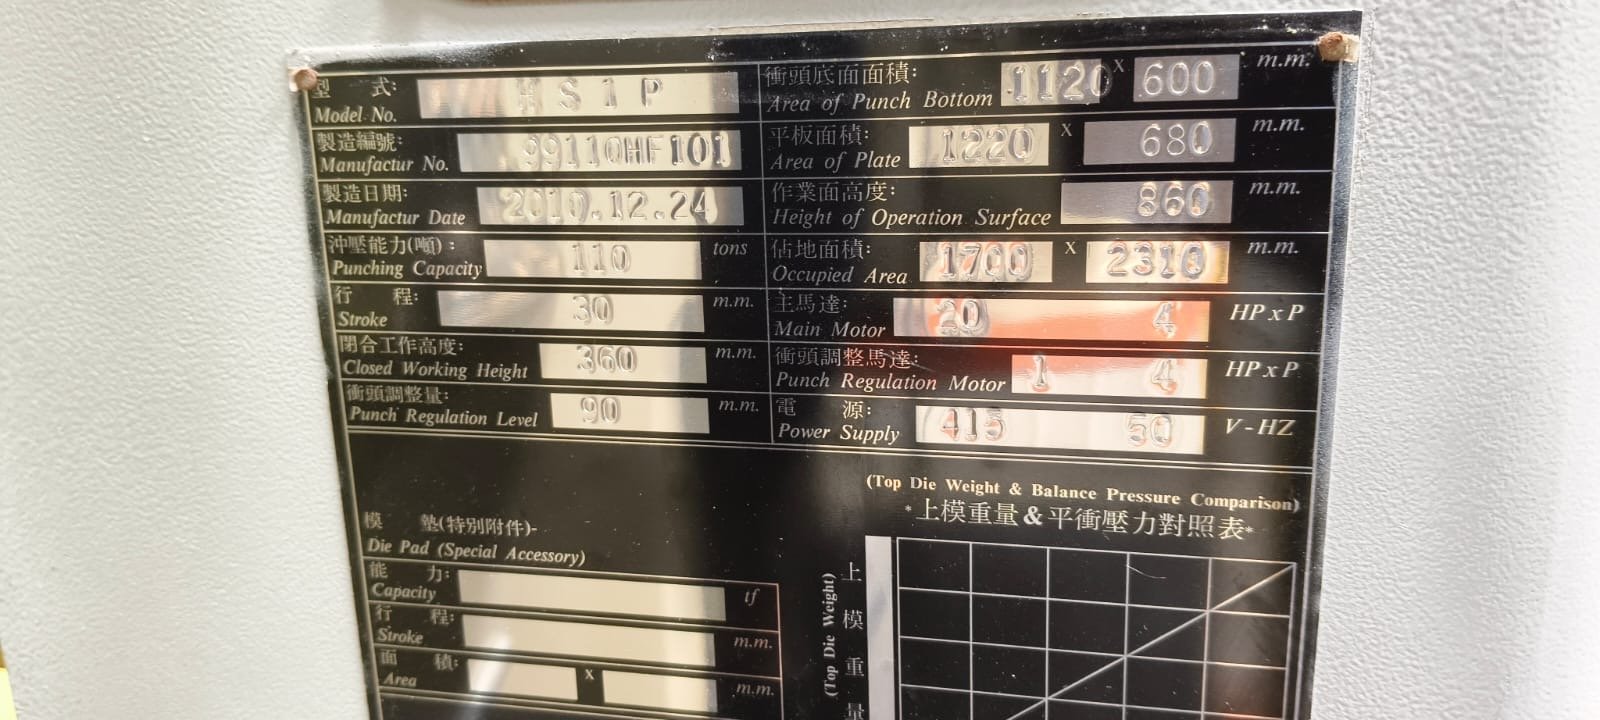 型 式: H S 1 P
Model No.
製造編號: 99110HF101
Manufactur No.
製造日期: 2010.12.24
Manufactur Date
沖壓能力(噸): 110 tons
Punching Capacity
行 程: 30 m.m.
Stroke
閉合工作高度: 360 m.m.
Closed Working Height
衝頭調整量: 90 m.m.
Punch Regulation Level
衝頭底面面積: 1120 x 600 m.m.
Area of Punch Bottom
平板面積: 1220 x 680 m.m.
Area of Plate
作業面高度: 860 m.m.
Height of Operation Surface
佔地面積: 1700 x 2310 m.m.
Occupied Area
主馬達: 20 4 HP x P
Main Motor
衝頭調整馬達: 1 4 HP x P
Punch Regulation Motor
電 源: 415 50 V-HZ
Power Supply
模 墊(特別附件)-
Die Pad (Special Accessory)
能 力: tf
Capacity
行 程: m.m.
Stroke
面 積: x m.m.
Area
(Top Die Weight & Balance Pressure Comparison)
*上模重量&平衝壓力對照表*
上模重量
(Top Die Weight)